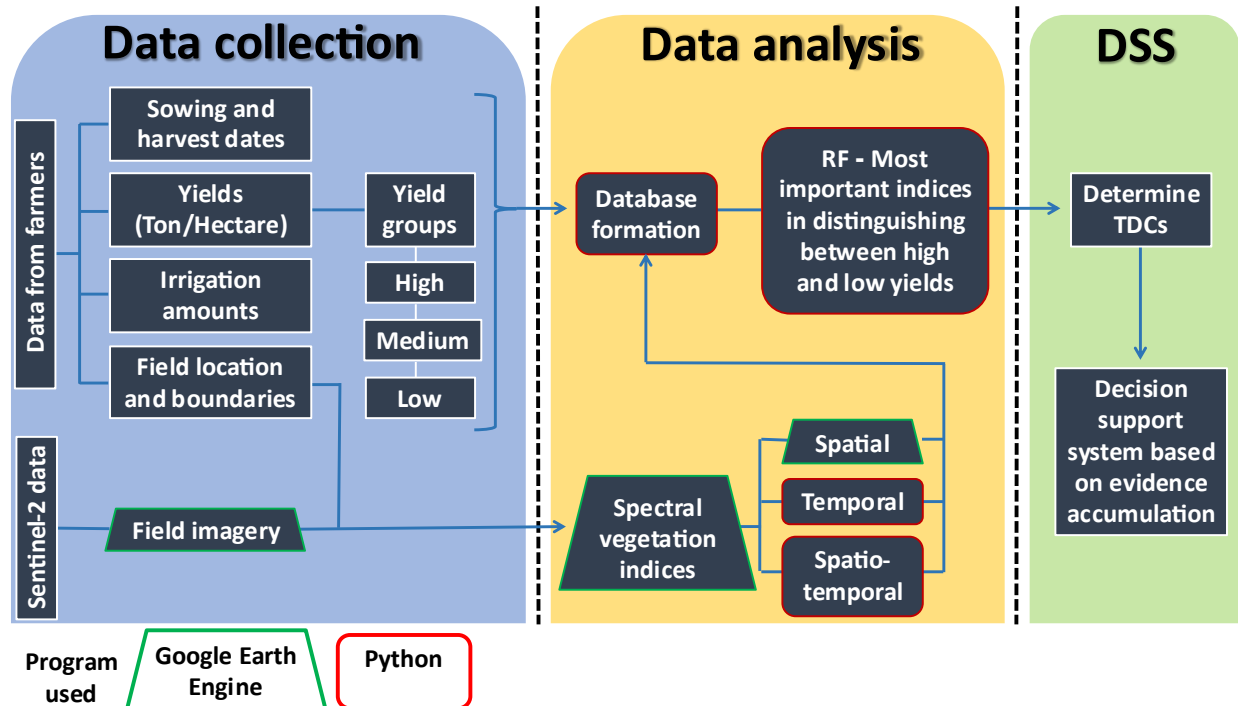 Data collection
Data from farmers
Sowing and
harvest dates
Yields
(Ton/Hectare)
Irrigation
amounts
Field location
and boundaries
Yield
groups
High
Medium
Low
Sentinel-2 data
Field imagery
Data analysis
Database
formation
RF - Most
important indices
in distinguishing
between high
and low yields
Spectral
vegetation
indices
Spatial
Temporal
Spatio-
temporal
DSS
Determine
TDCs
Decision
support
system based
on evidence
accumulation
Program
used
Google Earth
Engine
Python